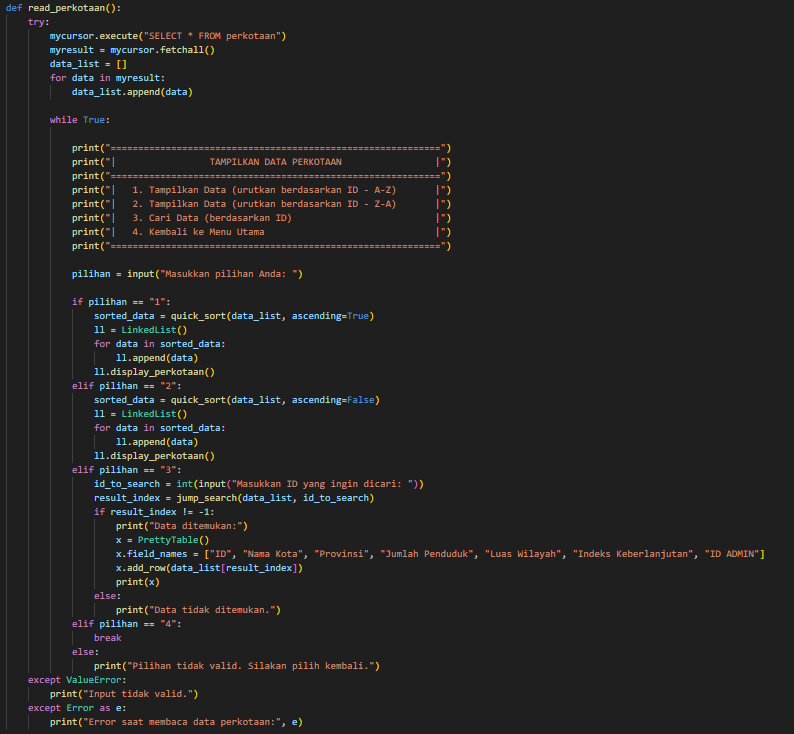 def read_perkotaan():
    try:
        mycursor.execute("SELECT * FROM perkotaan")
        myresult = mycursor.fetchall()
        data_list = []
        for data in myresult:
            data_list.append(data)

        while True:

            print("============================================================")
            print("|                 TAMPILKAN DATA PERKOTAAN                 |")
            print("============================================================")
            print("|   1. Tampilkan Data (urutkan berdasarkan ID - A-Z)       |")
            print("|   2. Tampilkan Data (urutkan berdasarkan ID - Z-A)       |")
            print("|   3. Cari Data (berdasarkan ID)                          |")
            print("|   4. Kembali ke Menu Utama                               |")
            print("============================================================")

            pilihan = input("Masukkan pilihan Anda: ")

            if pilihan == "1":
                sorted_data = quick_sort(data_list, ascending=True)
                ll = LinkedList()
                for data in sorted_data:
                    ll.append(data)
                ll.display_perkotaan()
            elif pilihan == "2":
                sorted_data = quick_sort(data_list, ascending=False)
                ll = LinkedList()
                for data in sorted_data:
                    ll.append(data)
                ll.display_perkotaan()
            elif pilihan == "3":
                id_to_search = int(input("Masukkan ID yang ingin dicari: "))
                result_index = jump_search(data_list, id_to_search)
                if result_index != -1:
                    print("Data ditemukan:")
                    x = PrettyTable()
                    x.field_names = ["ID", "Nama Kota", "Provinsi", "Jumlah Penduduk", "Luas Wilayah", "Indeks Keberlanjutan", "ID ADMIN"]
                    x.add_row(data_list[result_index])
                    print(x)
                else:
                    print("Data tidak ditemukan.")
            elif pilihan == "4":
                break
            else:
                print("Pilihan tidak valid. Silakan pilih kembali.")
    except ValueError:
        print("Input tidak valid.")
    except Error as e:
        print("Error saat membaca data perkotaan:", e)